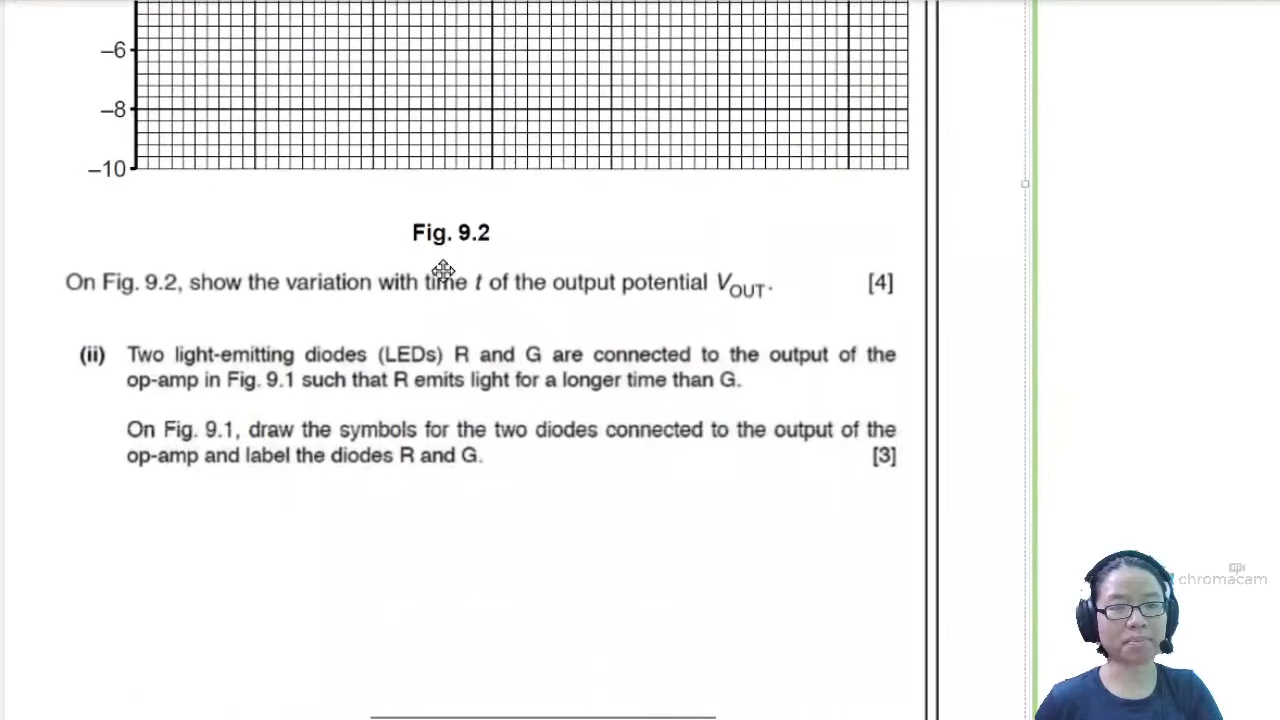 –6
–8
–10
Fig. 9.2
On Fig. 9.2, show the variation with time t of the output potential VOUT. [4]
(ii) Two light-emitting diodes (LEDs) R and G are connected to the output of the
op-amp in Fig. 9.1 such that R emits light for a longer time than G.
On Fig. 9.1, draw the symbols for the two diodes connected to the output of the
op-amp and label the diodes R and G. [3]
chromacam